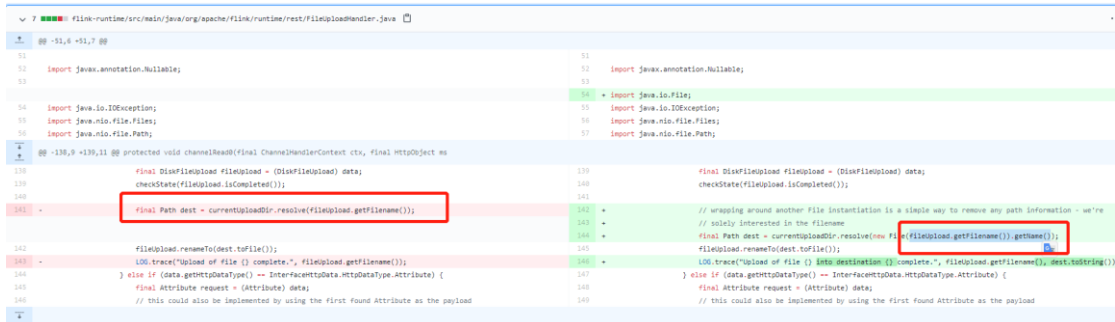 7 flink-runtime/src/main/java/org/apache/flink/runtime/rest/FileUploadHandler.java
@@ -51,6 +51,7 @@
51
52 import javax.annotation.Nullable;
53
54 import java.io.IOException;
55 import java.nio.file.Files;
56 import java.nio.file.Path;
@@ -138,9 +139,11 @@ protected void channelRead0(final ChannelHandlerContext ctx, final HttpObject ms
138 final DiskFileUpload fileUpload = (DiskFileUpload) data;
139 checkState(fileUpload.isCompleted());
140
141 - final Path dest = currentUploadDir.resolve(fileUpload.getFilename());
142 fileUpload.renameTo(dest.toFile());
143 - LOG.trace("Upload of file {} complete.", fileUpload.getFilename());
144 } else if (data.getHttpDataType() == InterfaceHttpData.HttpDataType.Attribute) {
145 final Attribute request = (Attribute) data;
146 // this could also be implemented by using the first found Attribute as the payload
51
52 import javax.annotation.Nullable;
53
54 + import java.io.File;
55 import java.io.IOException;
56 import java.nio.file.Files;
57 import java.nio.file.Path;
139 final DiskFileUpload fileUpload = (DiskFileUpload) data;
140 checkState(fileUpload.isCompleted());
141
142 + // wrapping around another File instantiation is a simple way to remove any path information - we're
143 + // solely interested in the filename
144 + final Path dest = currentUploadDir.resolve(new File(fileUpload.getFilename()).getName());
145 fileUpload.renameTo(dest.toFile());
146 + LOG.trace("Upload of file {} into destination {} complete.", fileUpload.getFilename(), dest.toString())
147 } else if (data.getHttpDataType() == InterfaceHttpData.HttpDataType.Attribute) {
148 final Attribute request = (Attribute) data;
149 // this could also be implemented by using the first found Attribute as the payload